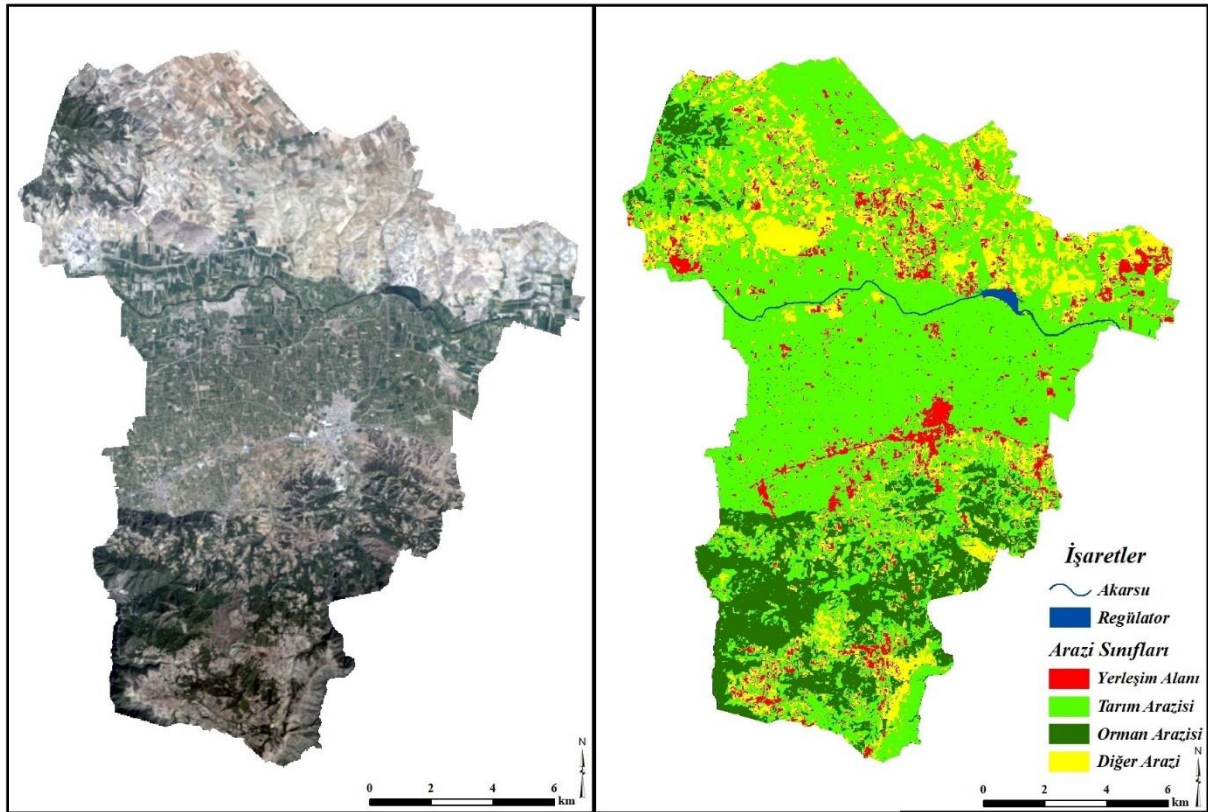 N
0 2 4 6
km
İşaretler
Akarsu
Regülator
Arazi Sınıfları
Yerleşim Alanı
Tarım Arazisi
Orman Arazisi
Diğer Arazi
N
0 2 4 6
km